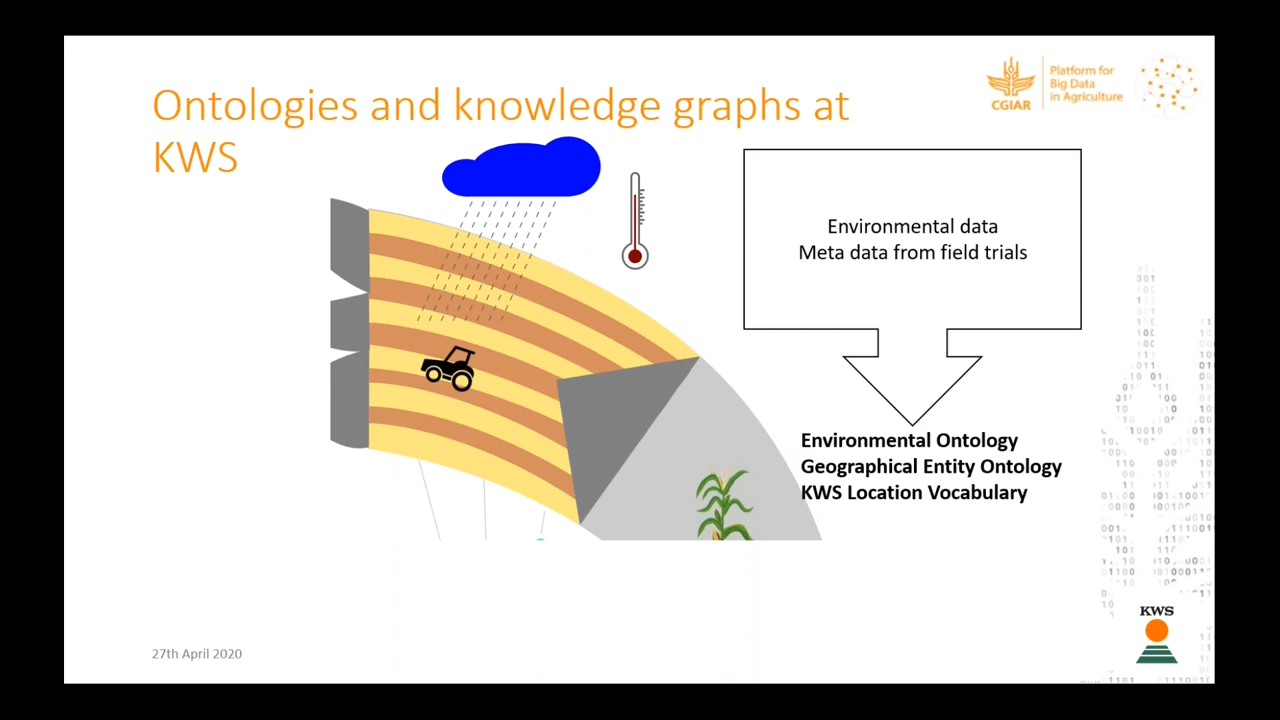 Ontologies and knowledge graphs at
KWS
CGIAR
Platform for
Big Data
in Agriculture
Environmental data
Meta data from field trials
Environmental Ontology
Geographical Entity Ontology
KWS Location Vocabulary
27th April 2020
KWS